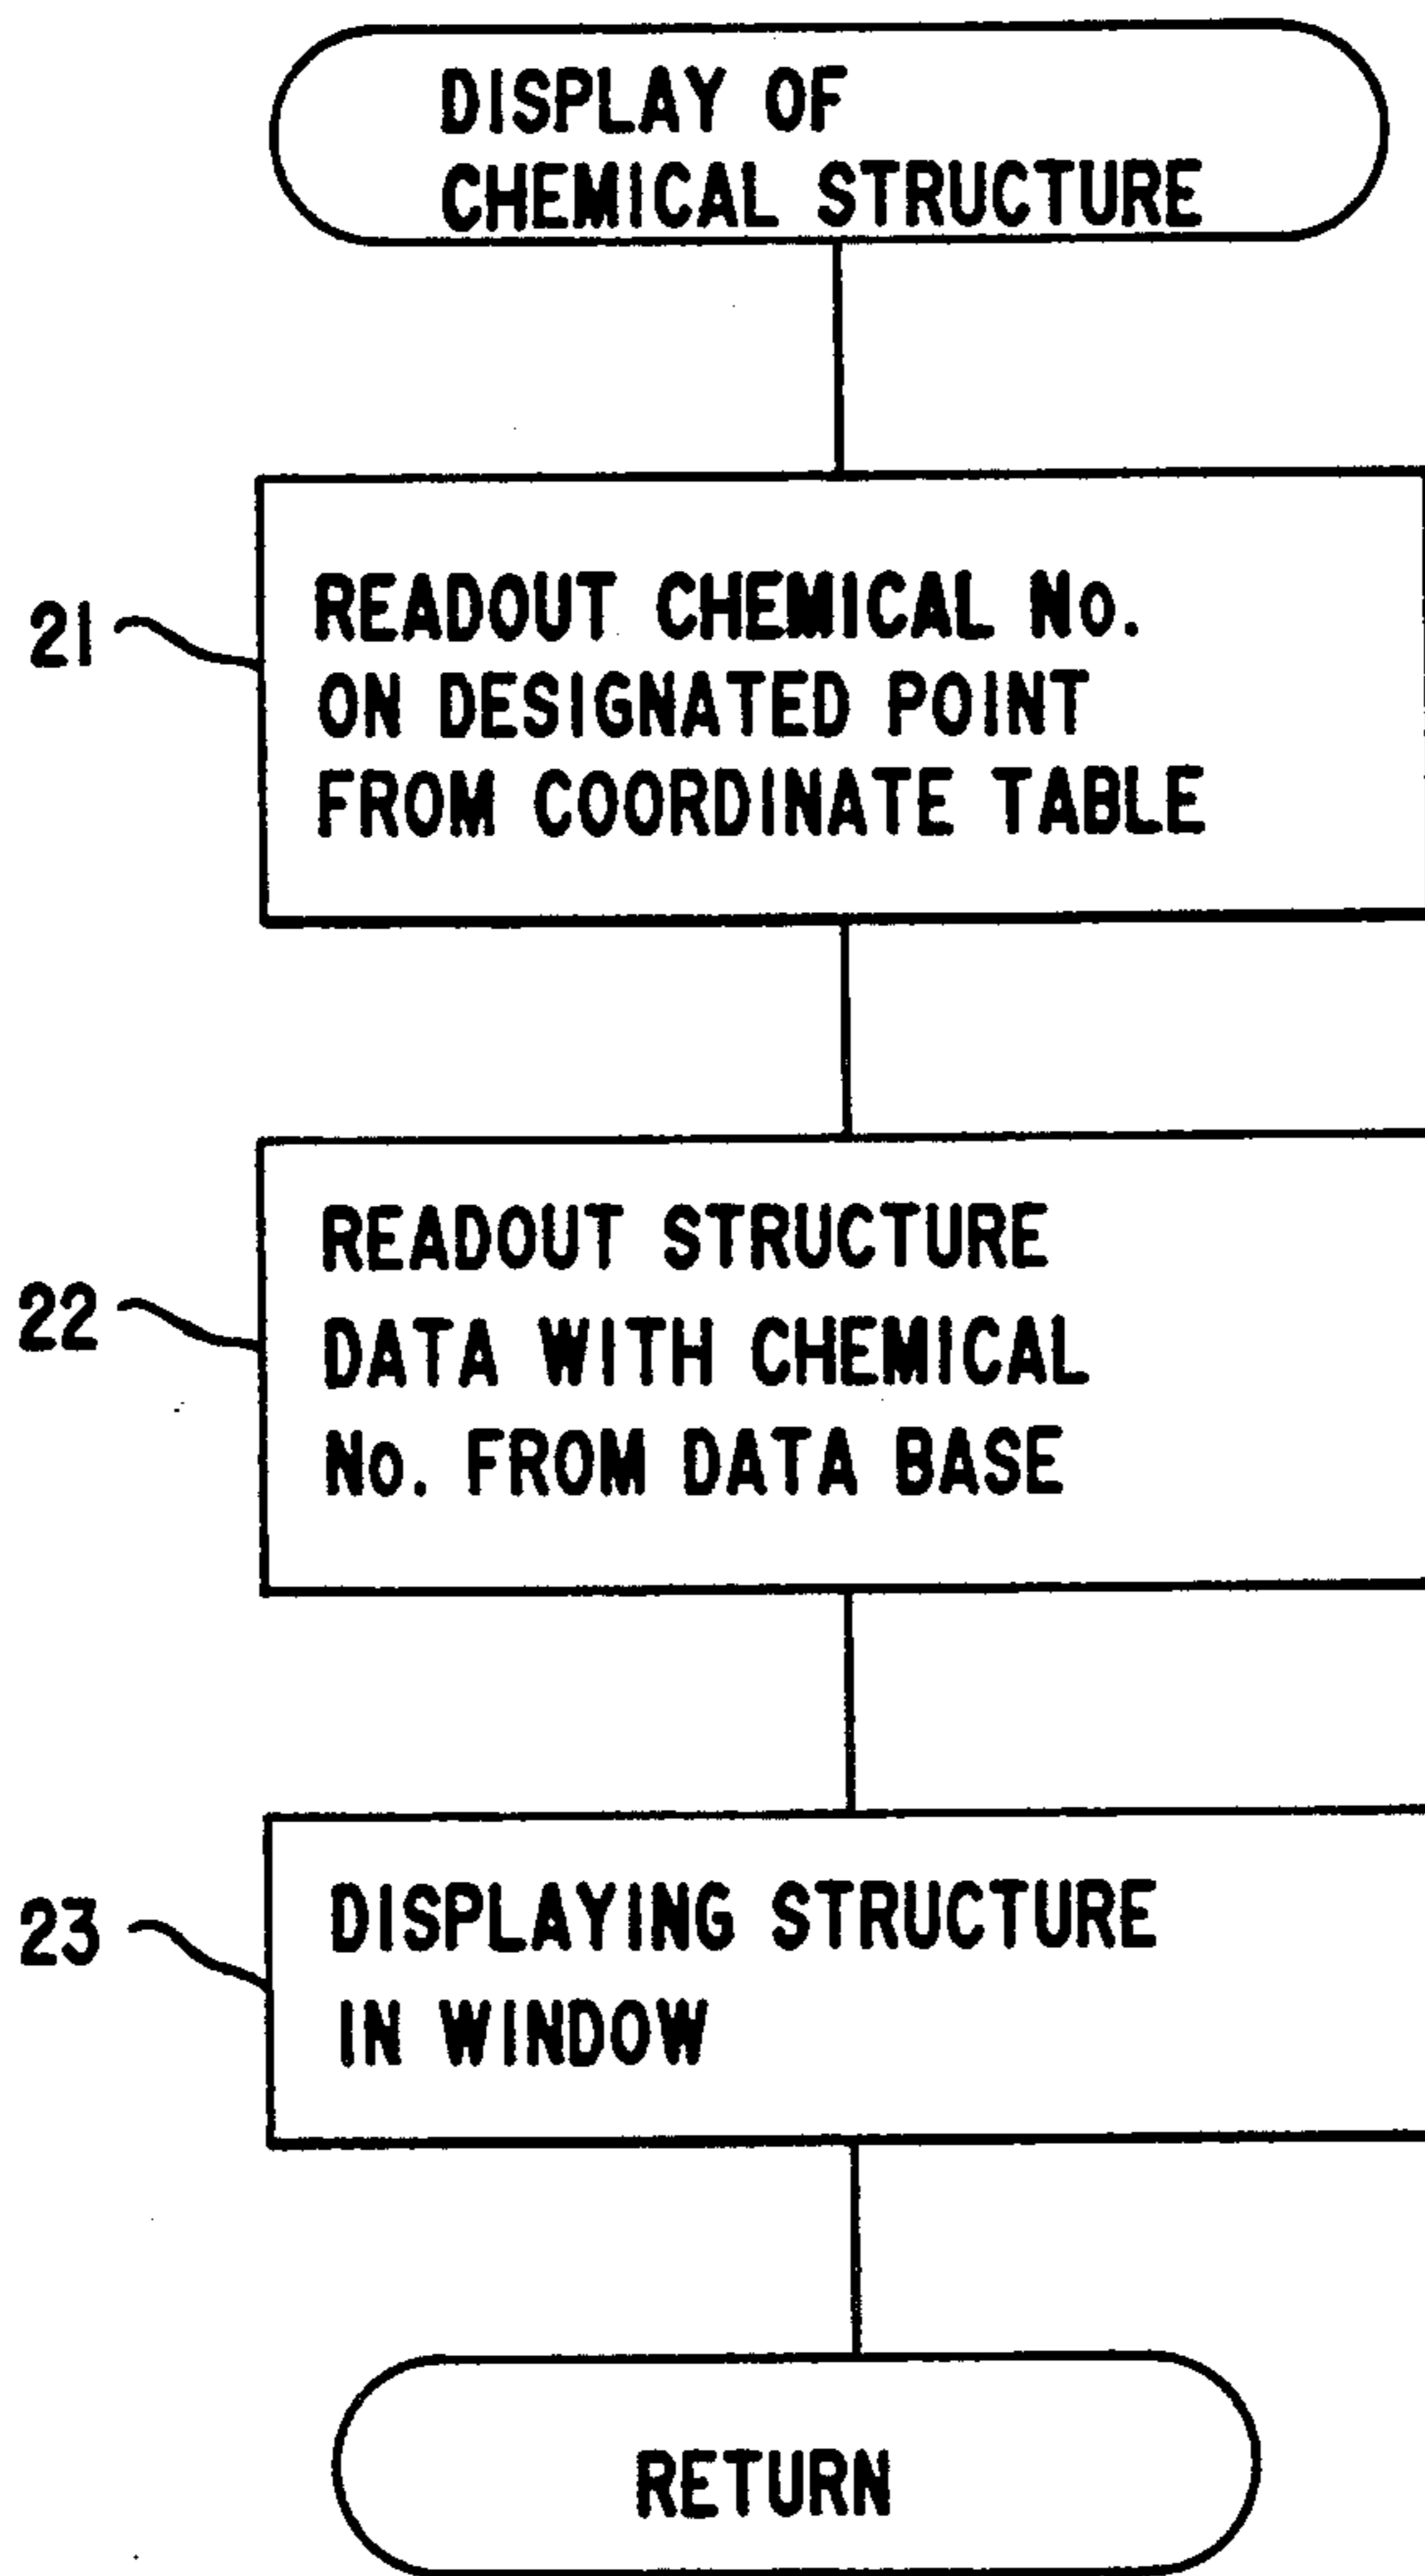 DISPLAY OF
CHEMICAL STRUCTURE
21
READOUT CHEMICAL No.
ON DESIGNATED POINT
FROM COORDINATE TABLE
22
READOUT STRUCTURE
DATA WITH CHEMICAL
No. FROM DATA BASE
23
DISPLAYING STRUCTURE
IN WINDOW
RETURN